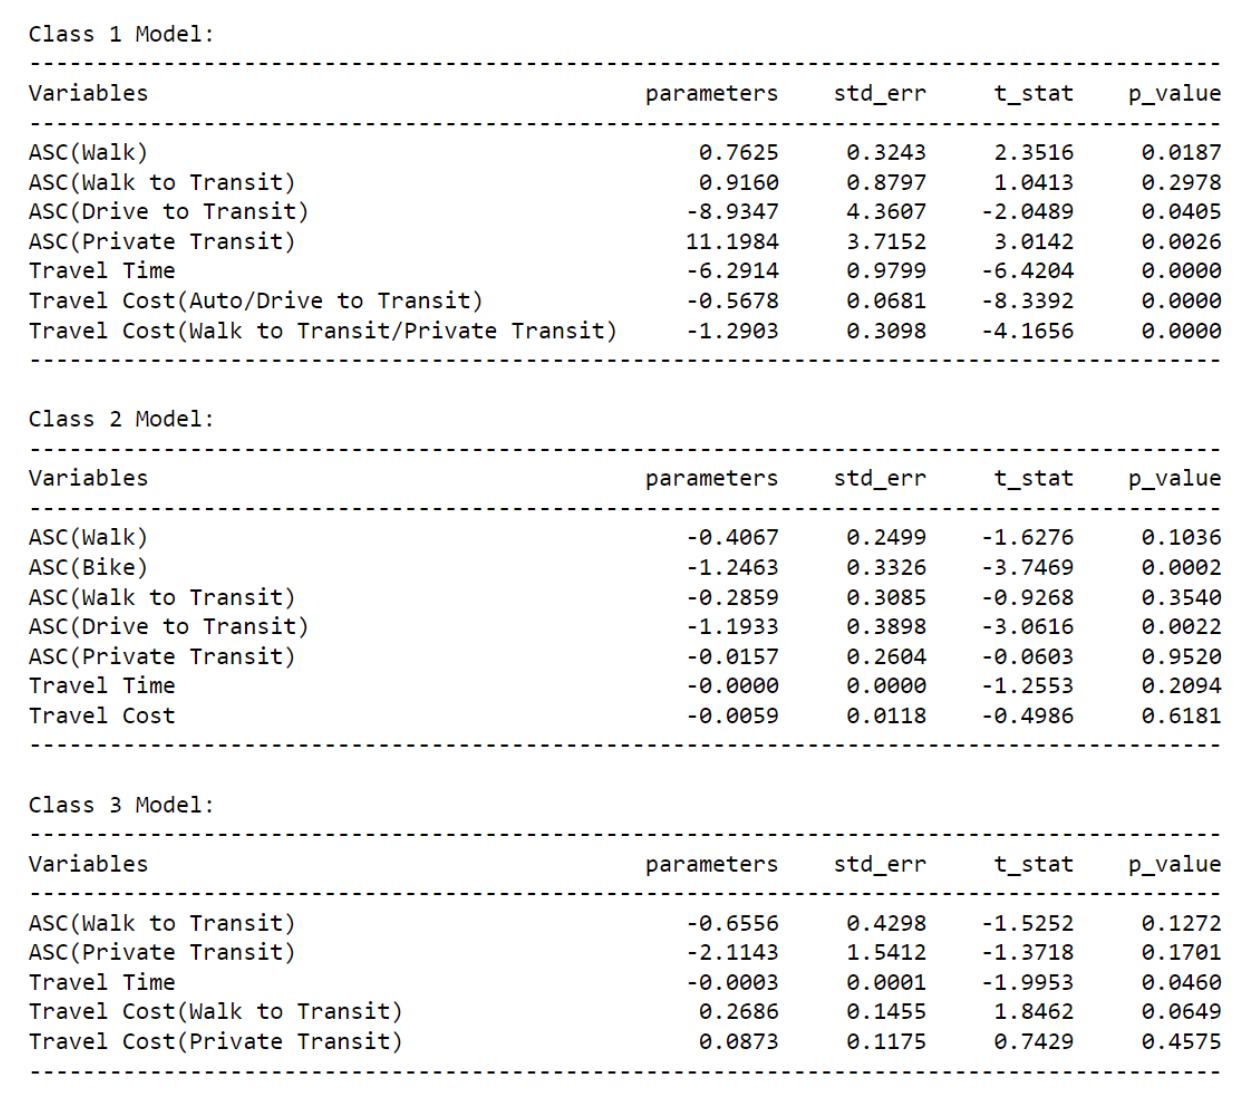 Class 1 Model:
-----------------------------------------------------------------------------------------
Variables                                      parameters    std_err     t_stat    p_value
-----------------------------------------------------------------------------------------
ASC(Walk)                                          0.7625     0.3243     2.3516     0.0187
ASC(Walk to Transit)                               0.9160     0.8797     1.0413     0.2978
ASC(Drive to Transit)                             -8.9347     4.3607    -2.0489     0.0405
ASC(Private Transit)                              11.1984     3.7152     3.0142     0.0026
Travel Time                                       -6.2914     0.9799    -6.4204     0.0000
Travel Cost(Auto/Drive to Transit)                -0.5678     0.0681    -8.3392     0.0000
Travel Cost(Walk to Transit/Private Transit)      -1.2903     0.3098    -4.1656     0.0000
-----------------------------------------------------------------------------------------
Class 2 Model:
-----------------------------------------------------------------------------------------
Variables                                      parameters    std_err     t_stat    p_value
-----------------------------------------------------------------------------------------
ASC(Walk)                                         -0.4067     0.2499    -1.6276     0.1036
ASC(Bike)                                         -1.2463     0.3326    -3.7469     0.0002
ASC(Walk to Transit)                              -0.2859     0.3085    -0.9268     0.3540
ASC(Drive to Transit)                             -1.1933     0.3898    -3.0616     0.0022
ASC(Private Transit)                              -0.0157     0.2604    -0.0603     0.9520
Travel Time                                       -0.0000     0.0000    -1.2553     0.2094
Travel Cost                                       -0.0059     0.0118    -0.4986     0.6181
-----------------------------------------------------------------------------------------
Class 3 Model:
-----------------------------------------------------------------------------------------
Variables                                      parameters    std_err     t_stat    p_value
-----------------------------------------------------------------------------------------
ASC(Walk to Transit)                              -0.6556     0.4298    -1.5252     0.1272
ASC(Private Transit)                              -2.1143     1.5412    -1.3718     0.1701
Travel Time                                       -0.0003     0.0001    -1.9953     0.0460
Travel Cost(Walk to Transit)                       0.2686     0.1455     1.8462     0.0649
Travel Cost(Private Transit)                       0.0873     0.1175     0.7429     0.4575
-----------------------------------------------------------------------------------------